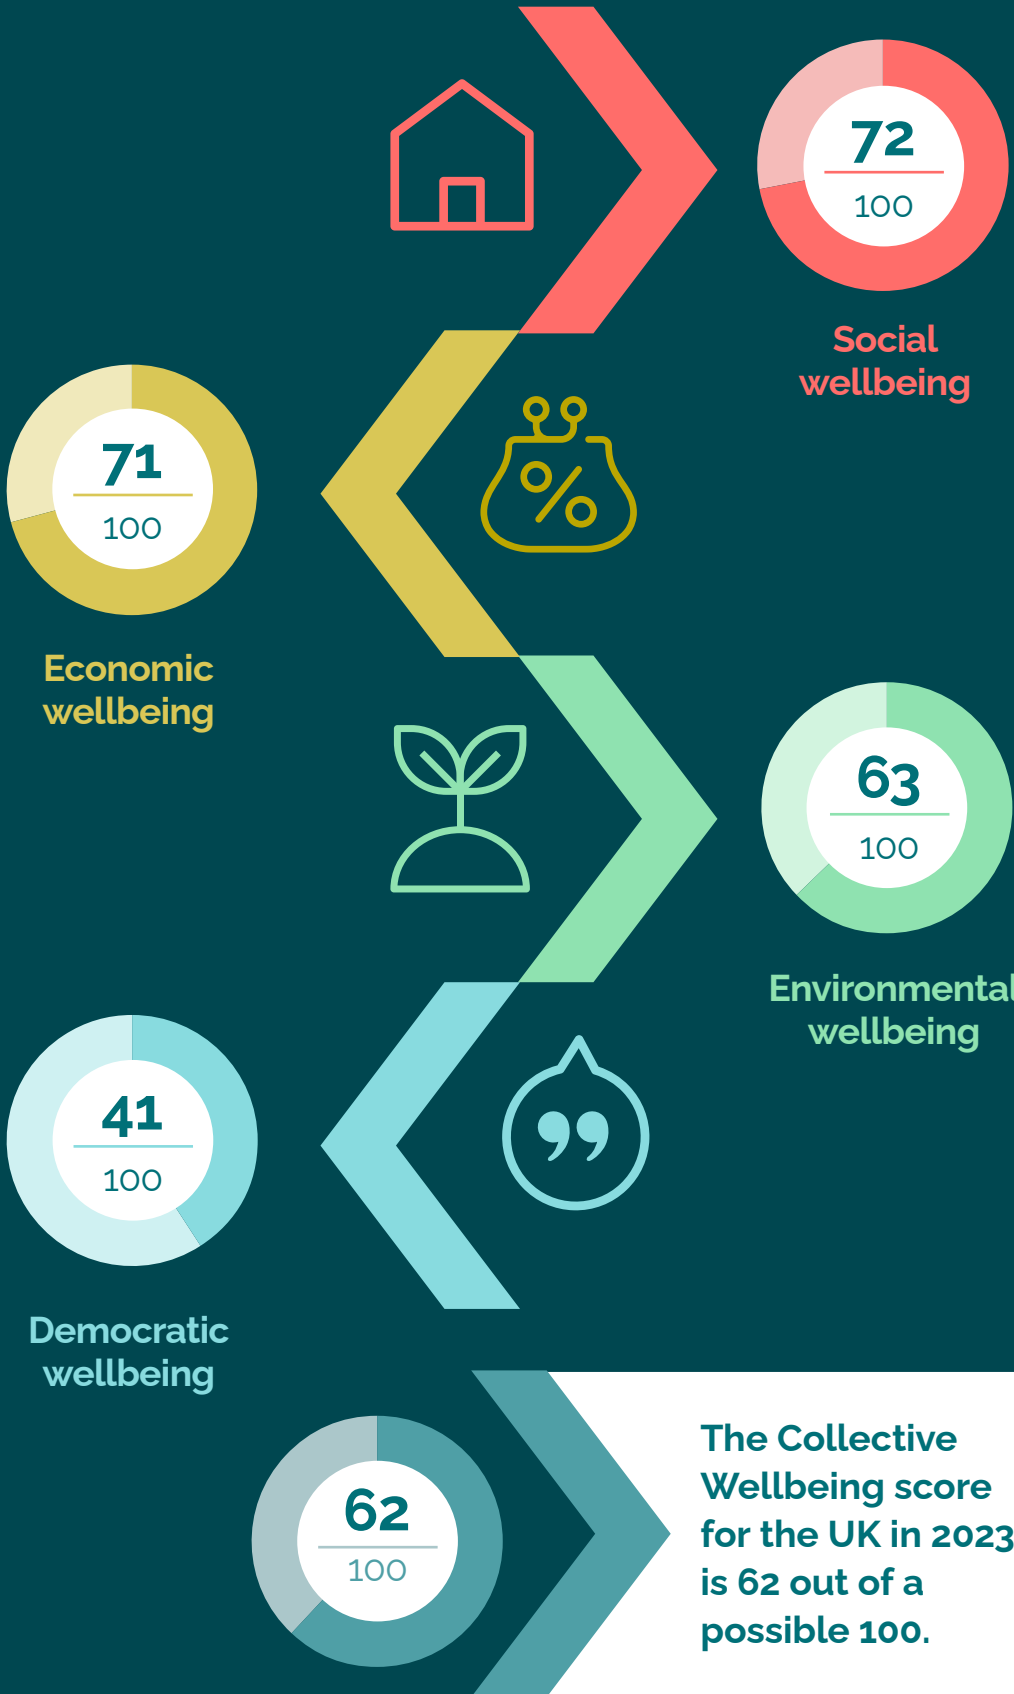 72
100
Social
wellbeing
71
100
Economic
wellbeing
63
100
Environmental
wellbeing
41
100
Democratic
wellbeing
62
100
The Collective
Wellbeing score
for the UK in 2023
is 62 out of a
possible 100.